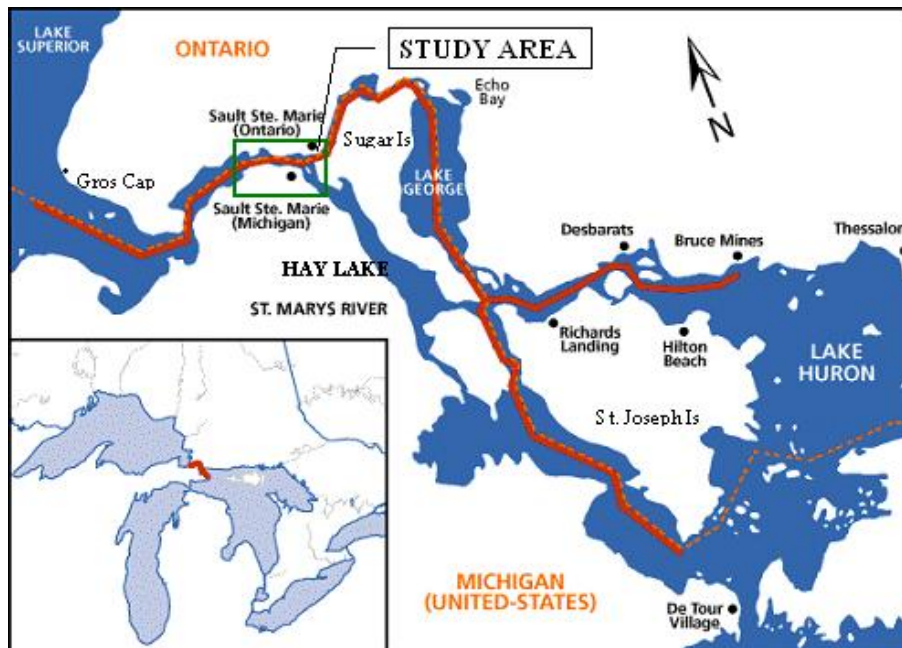 LAKE
SUPERIOR
ONTARIO
STUDY AREA
Echo
Bay
Sault Ste. Marie
(Ontario)
Sugar Is
N
Gros Cap
LAKE
GEORGE
Sault Ste. Marie
(Michigan)
Desbarats
Bruce Mines
Thessalon
HAY LAKE
ST. MARYS RIVER
Richards
Landing
Hilton
Beach
LAKE
HURON
St. Joseph Is
MICHIGAN
(UNITED-STATES)
De Tour
Village